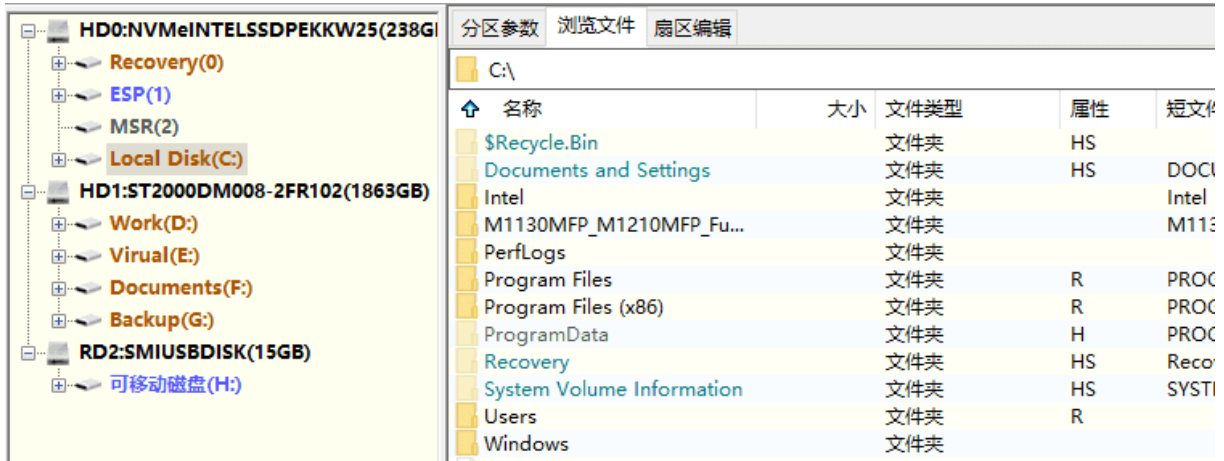 HD0:NVMeINTELSSDPEKKW25(238G
Recovery(0)
ESP(1)
MSR(2)
Local Disk(C:)
HD1:ST2000DM008-2FR102(1863GB)
Work(D:)
Virual(E:)
Documents(F:)
Backup(G:)
RD2:SMIUSBDISK(15GB)
可移动磁盘(H:)
分区参数 浏览文件 扇区编辑
C:\
名称 大小 文件类型 属性 短文件
$Recycle.Bin 文件夹 HS
Documents and Settings 文件夹 HS DOCU
Intel 文件夹 Intel
M1130MFP_M1210MFP_Fu... 文件夹 M113
PerfLogs 文件夹
Program Files 文件夹 R PROG
Program Files (x86) 文件夹 R PROG
ProgramData 文件夹 H PROG
Recovery 文件夹 HS Recov
System Volume Information 文件夹 HS SYST
Users 文件夹 R
Windows 文件夹